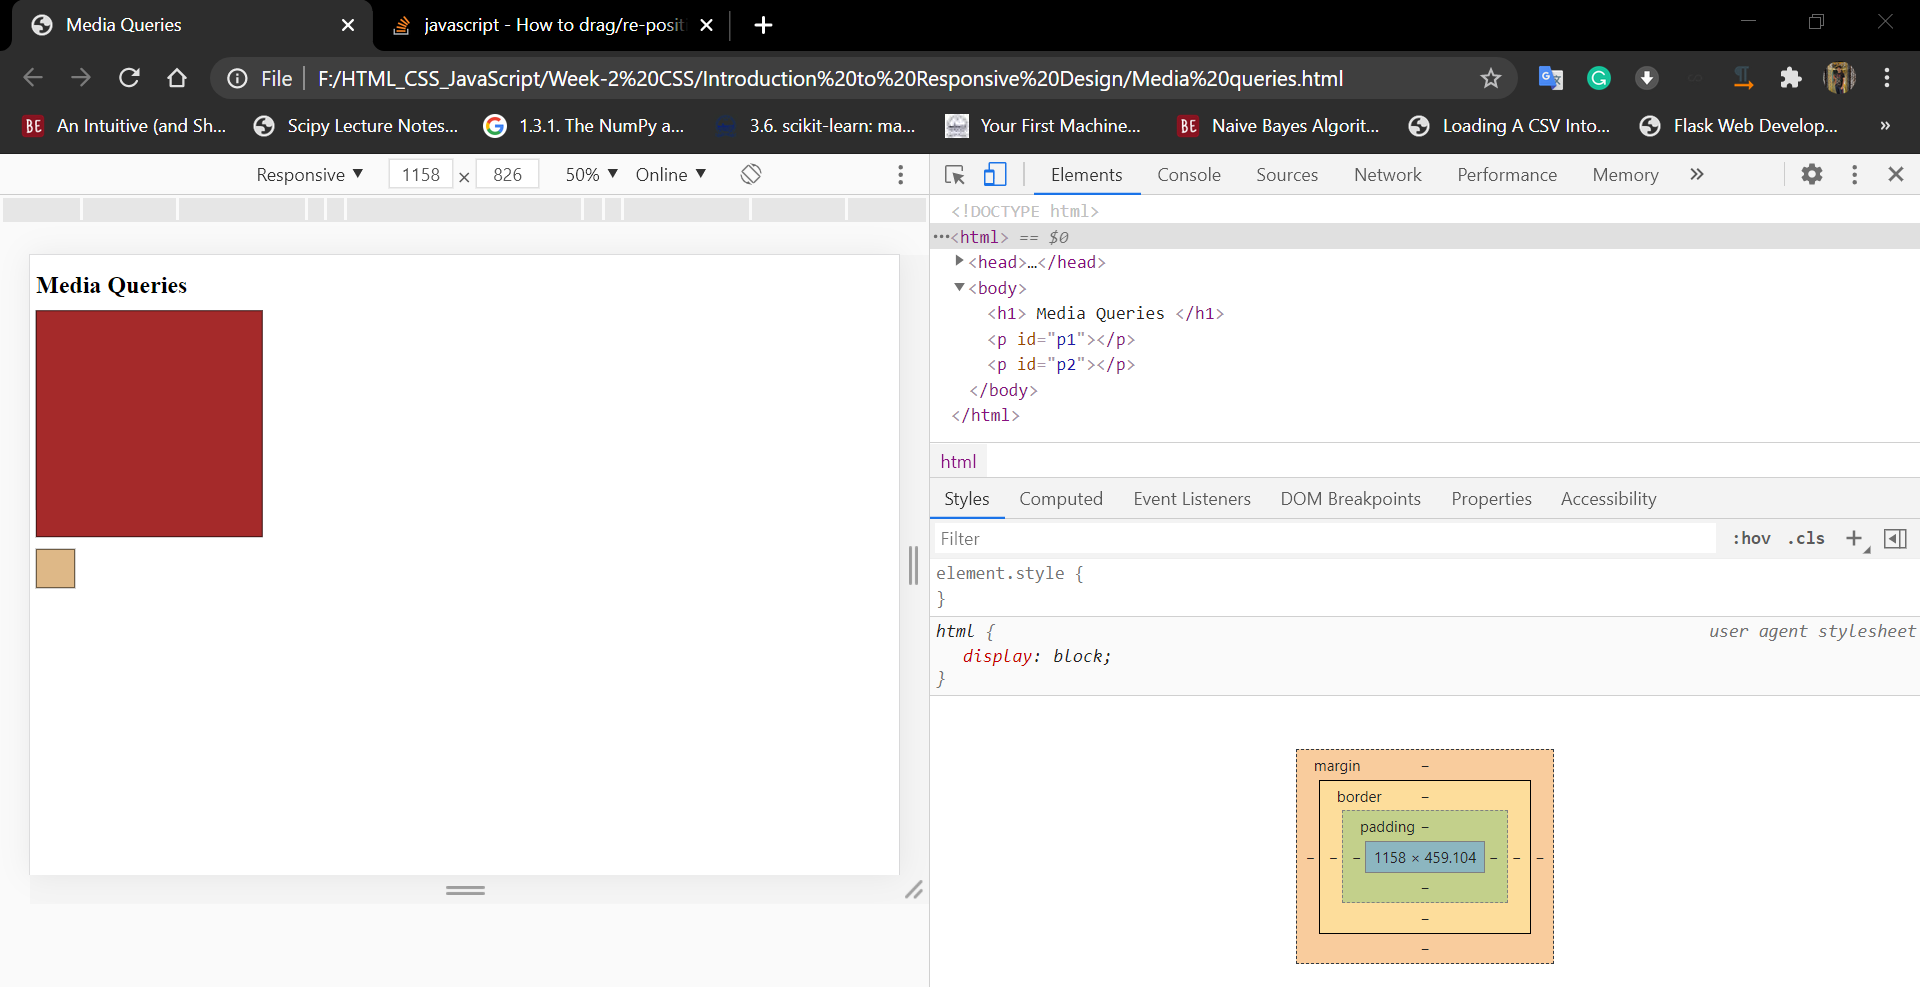 Media Queries
javascript - How to drag/re-posit
File F:/HTML_CSS_JavaScript/Week-2%20CSS/Introduction%20to%20Responsive%20Design/Media%20queries.html
BE An Intuitive (and Sh... Scipy Lecture Notes... 1.3.1. The NumPy a... 3.6. scikit-learn: ma... Your First Machine... BE Naive Bayes Algorit... Loading A CSV Into... Flask Web Develop... »
Responsive ▼ 1158 × 826 50% ▼ Online ▼
Elements Console Sources Network Performance Memory »
Media Queries
<!DOCTYPE html>
…<html> == $0
<head>…</head>
<body>
<h1> Media Queries </h1>
<p id="p1"></p>
<p id="p2"></p>
</body>
</html>
html
Styles Computed Event Listeners DOM Breakpoints Properties Accessibility
Filter :hov .cls +
element.style {
}
html { user agent stylesheet
display: block;
}
margin –
border –
padding –
– – – 1158 × 459.104 – – –
–
–
–